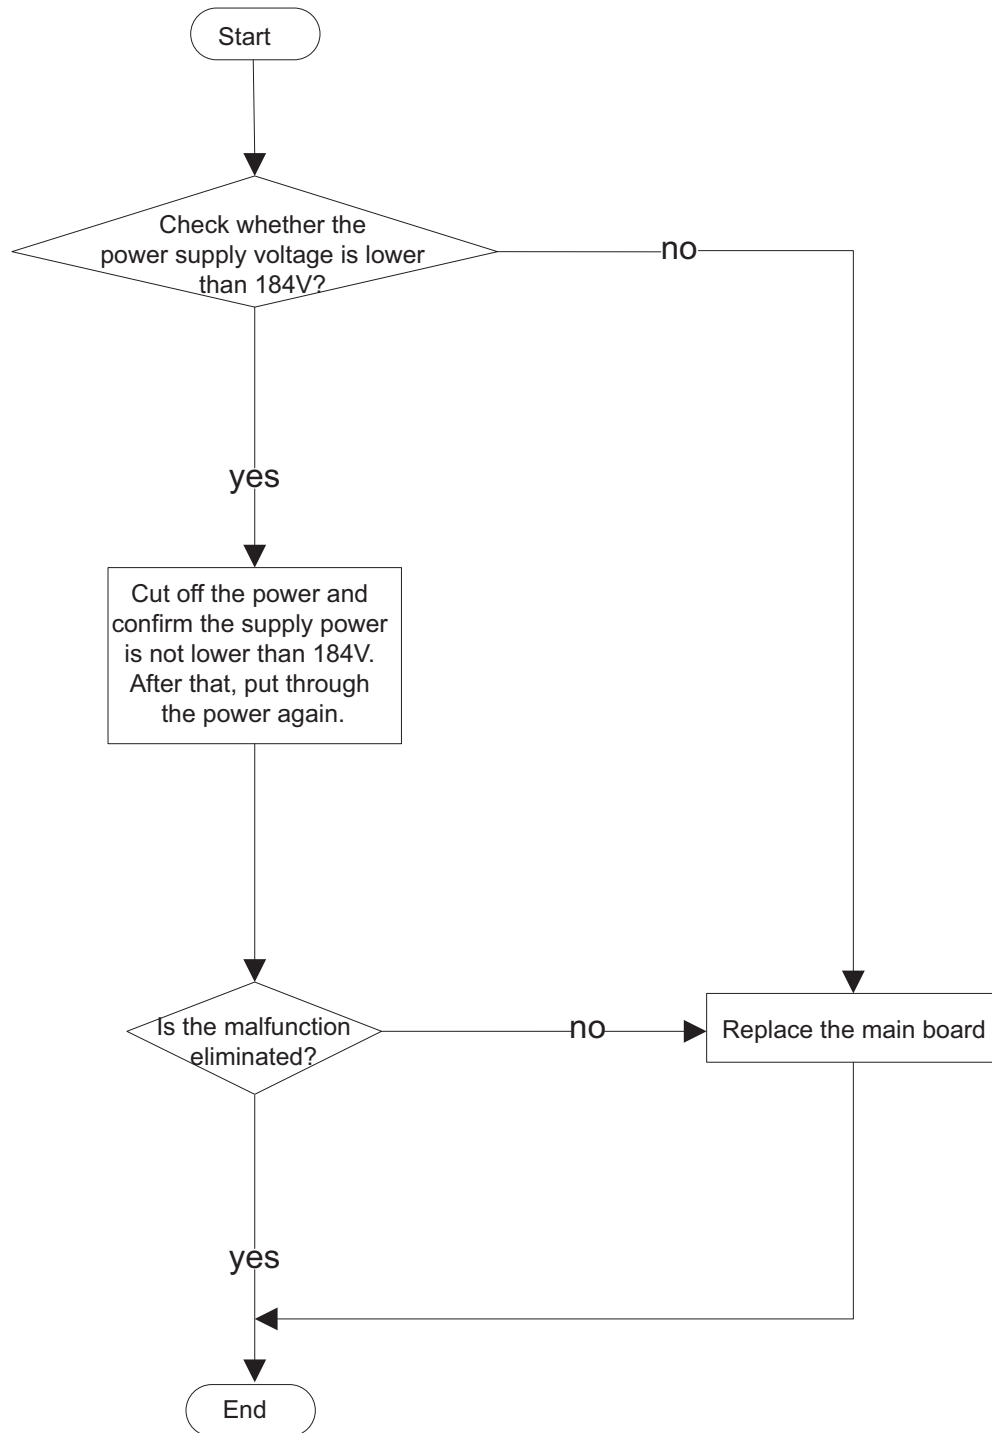 Start
Check whether the
power supply voltage is lower
than 184V?
no
yes
Cut off the power and
confirm the supply power
is not lower than 184V.
After that, put through
the power again.
Is the malfunction
eliminated?
no
Replace the main board
yes
End